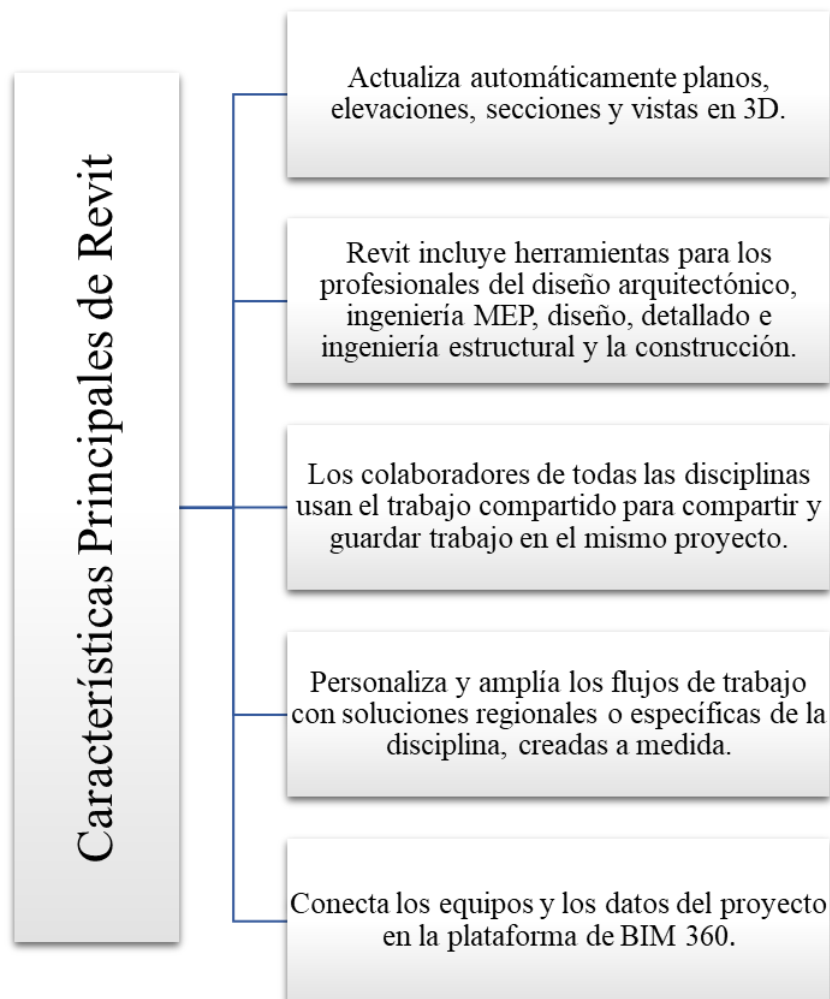 Características Principales de Revit
Actualiza automáticamente planos,
elevaciones, secciones y vistas en 3D.
Revit incluye herramientas para los
profesionales del diseño arquitectónico,
ingeniería MEP, diseño, detallado e
ingeniería estructural y la construcción.
Los colaboradores de todas las disciplinas
usan el trabajo compartido para compartir y
guardar trabajo en el mismo proyecto.
Personaliza y amplía los flujos de trabajo
con soluciones regionales o específicas de la
disciplina, creadas a medida.
Conecta los equipos y los datos del proyecto
en la plataforma de BIM 360.